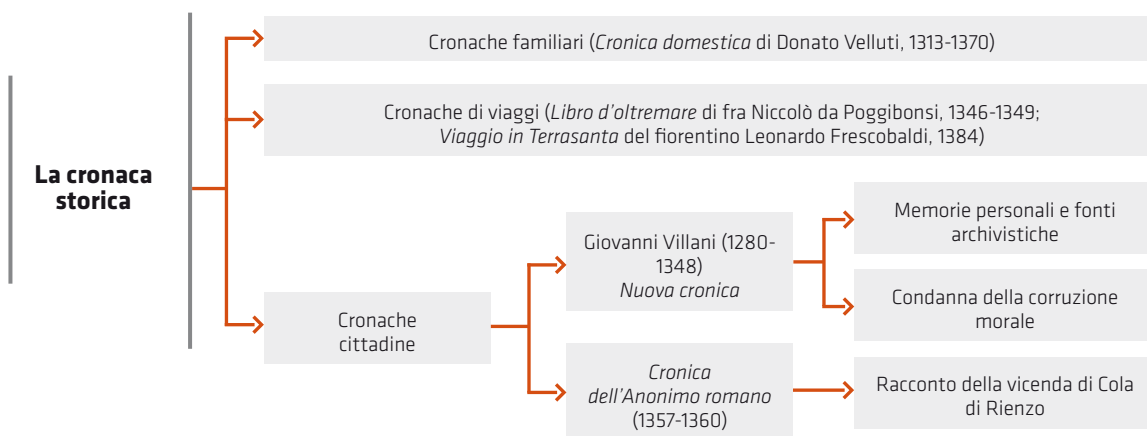 La cronaca
storica
Cronache familiari (Cronica domestica di Donato Velluti, 1313-1370)
Cronache di viaggi (Libro d'oltremare di fra Niccolò da Poggibonsi, 1346-1349;
Viaggio in Terrasanta del fiorentino Leonardo Frescobaldi, 1384)
Cronache
cittadine
Giovanni Villani (1280-
1348)
Nuova cronica
Memorie personali e fonti
archivistiche
Condanna della corruzione
morale
Cronica
dell'Anonimo romano
(1357-1360)
Racconto della vicenda di Cola
di Rienzo